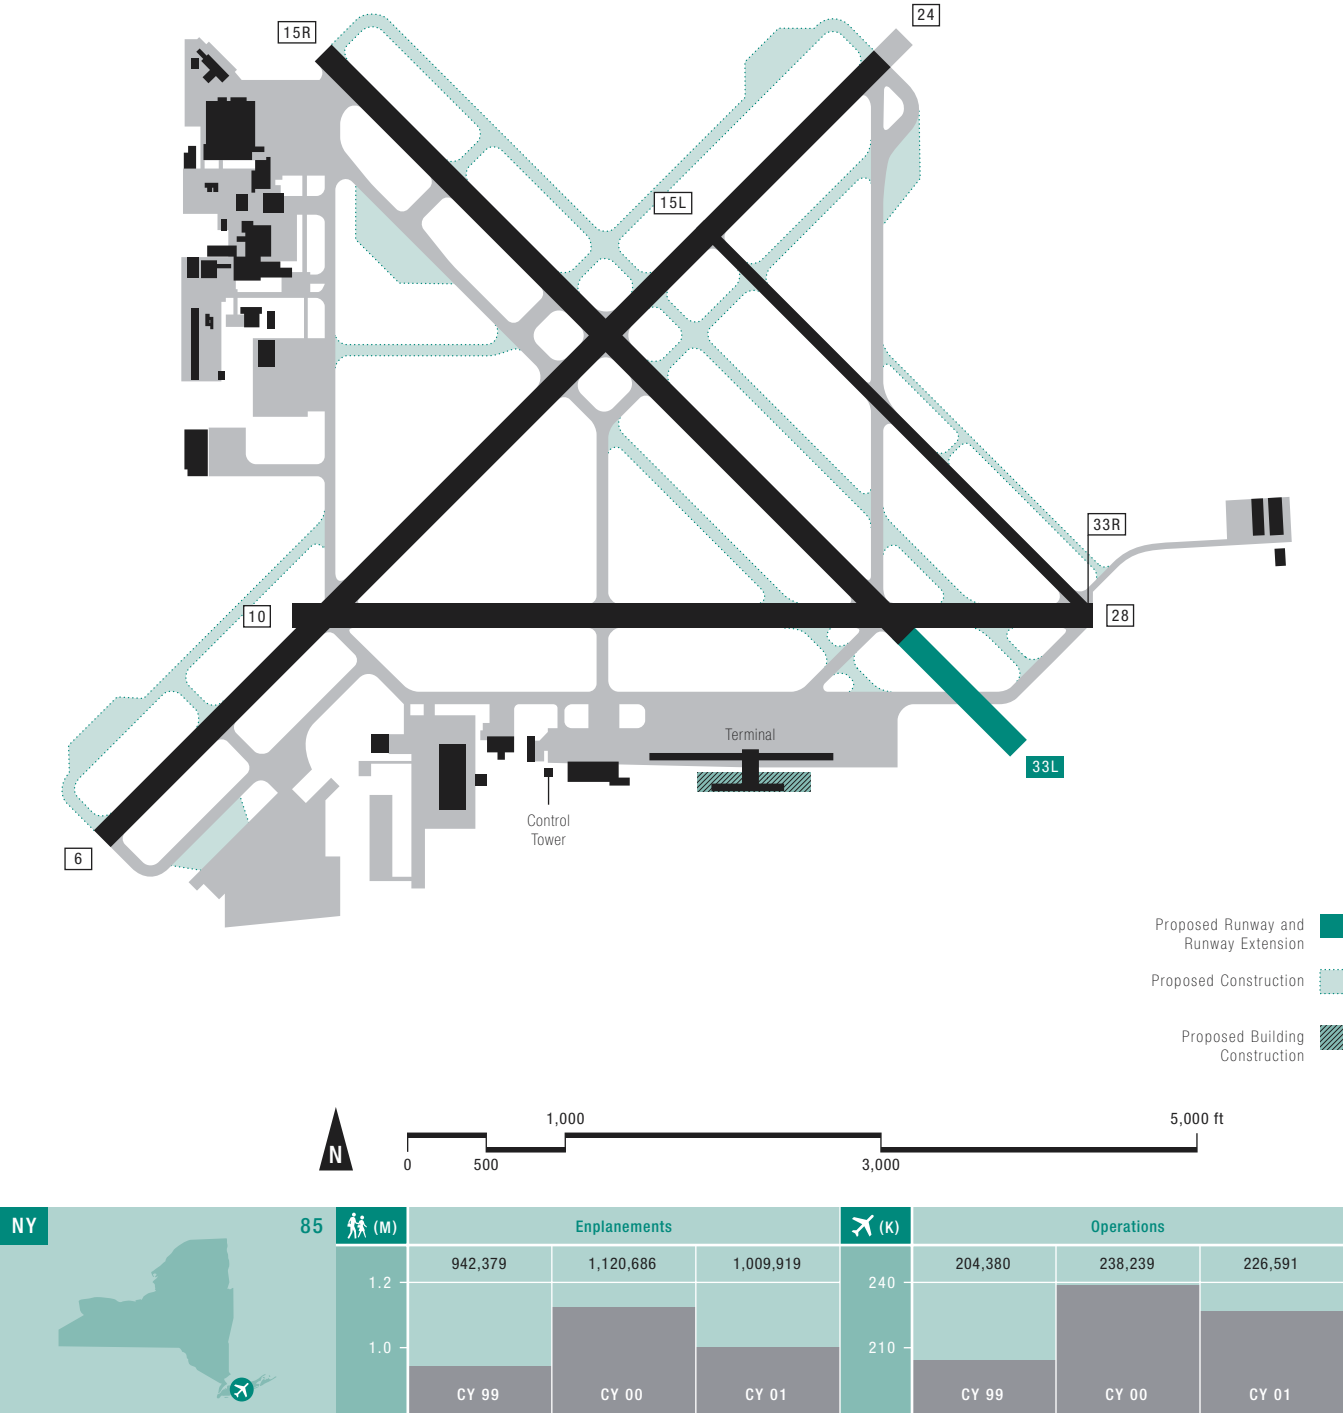 24
15R
15L
33R
10
28
Terminal
33L
Control
Tower
6
Proposed Runway and
Runway Extension
Proposed Construction
Proposed Building
Construction
1,000
5,000 ft
N
0
500
3,000
NY
85
(M)
Enplanements
(K)
Operations
942,379
1,120,686
1,009,919
204,380
238,239
226,591
1.2
240
1.0
210
CY 99
CY 00
CY 01
CY 99
CY 00
CY 01